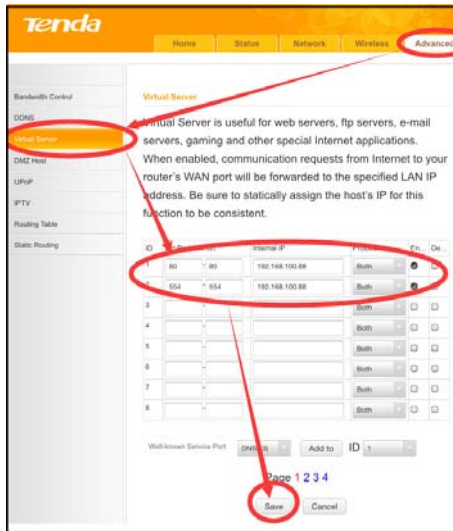 Tenda
Home Status Network Wireless Advanced
Bandwidth Control
DDNS
Virtual Server
DMZ Host
UPnP
IPTV
Routing Table
Static Routing
Virtual Server
Virtual Server is useful for web servers, ftp servers, e-mail
servers, gaming and other special Internet applications.
When enabled, communication requests from Internet to your
router's WAN port will be forwarded to the specified LAN IP
address. Be sure to statically assign the host's IP for this
function to be consistent.
ID Internal IP En... De...
1 80 - 80 192.168.100.88 Both
2 554 - 554 192.168.100.88 Both
3 - Both
4 - Both
5 - Both
6 - Both
7 - Both
8 - Both
Well-known Service Port Add to ID 1
Page 1 2 3 4
Save Cancel